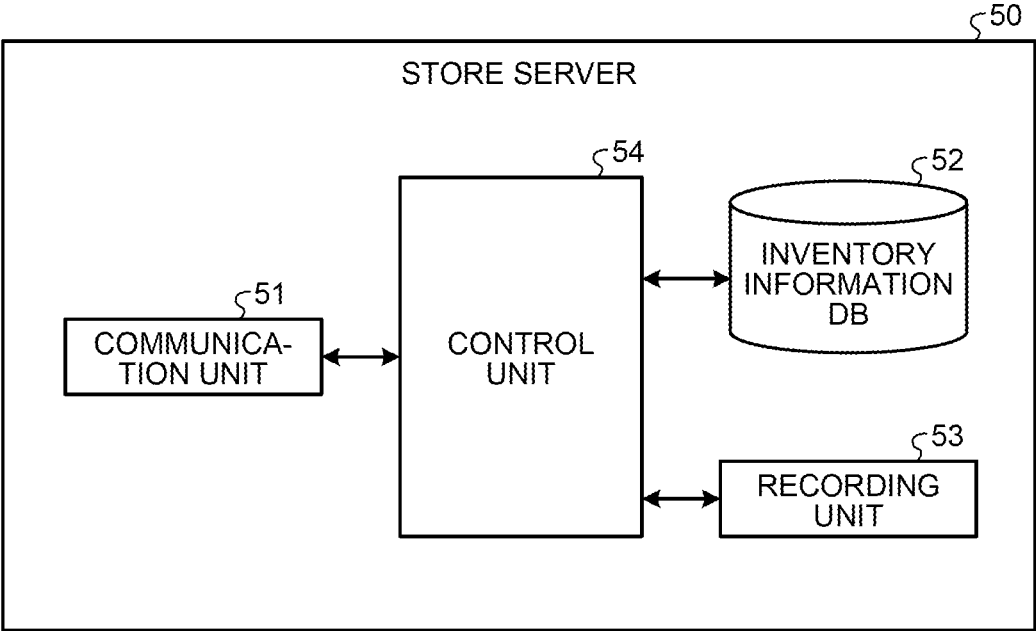 50
STORE SERVER
54
52
INVENTORY
INFORMATION
DB
51
COMMUNICA-
TION UNIT
CONTROL
UNIT
53
RECORDING
UNIT